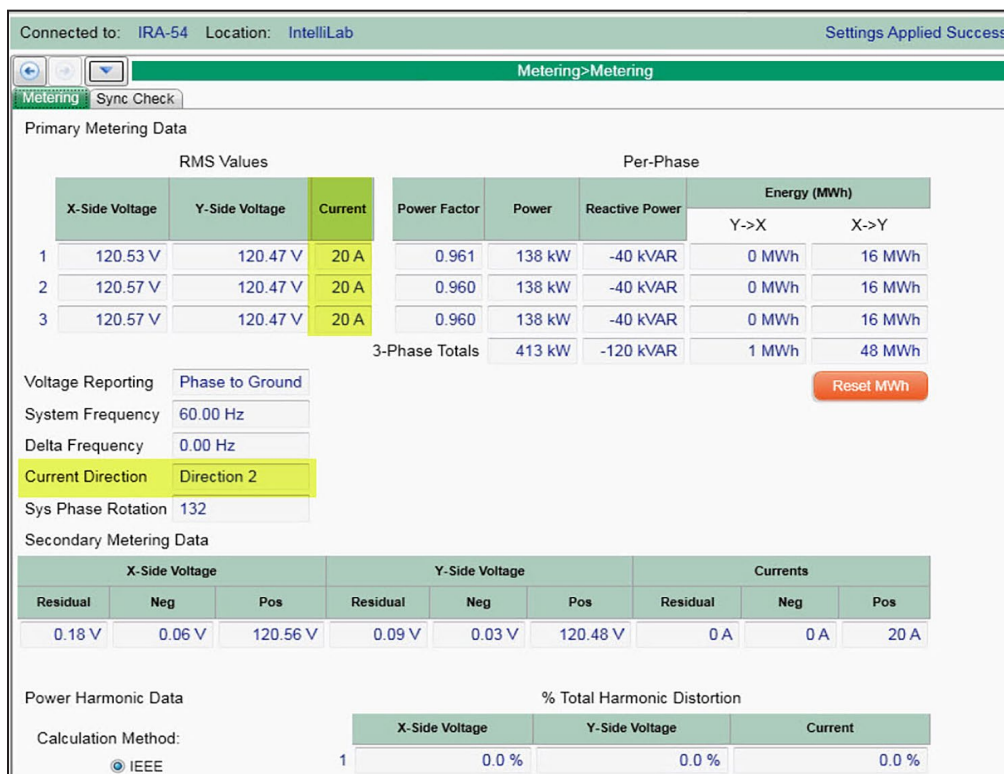 Connected to: IRA-54 Location: IntelliLab Settings Applied Success
Metering>Metering
Metering Sync Check
Primary Metering Data
RMS Values Per-Phase
X-Side Voltage Y-Side Voltage Current Power Factor Power Reactive Power Energy (MWh)
Y->X X->Y
1 120.53 V 120.47 V 20 A 0.961 138 kW -40 kVAR 0 MWh 16 MWh
2 120.57 V 120.47 V 20 A 0.960 138 kW -40 kVAR 0 MWh 16 MWh
3 120.57 V 120.47 V 20 A 0.960 138 kW -40 kVAR 0 MWh 16 MWh
3-Phase Totals 413 kW -120 kVAR 1 MWh 48 MWh
Voltage Reporting Phase to Ground Reset MWh
System Frequency 60.00 Hz
Delta Frequency 0.00 Hz
Current Direction Direction 2
Sys Phase Rotation 132
Secondary Metering Data
X-Side Voltage Y-Side Voltage Currents
Residual Neg Pos Residual Neg Pos Residual Neg Pos
0.18 V 0.06 V 120.56 V 0.09 V 0.03 V 120.48 V 0 A 0 A 20 A
Power Harmonic Data % Total Harmonic Distortion
Calculation Method: X-Side Voltage Y-Side Voltage Current
IEEE 1 0.0 % 0.0 % 0.0 %